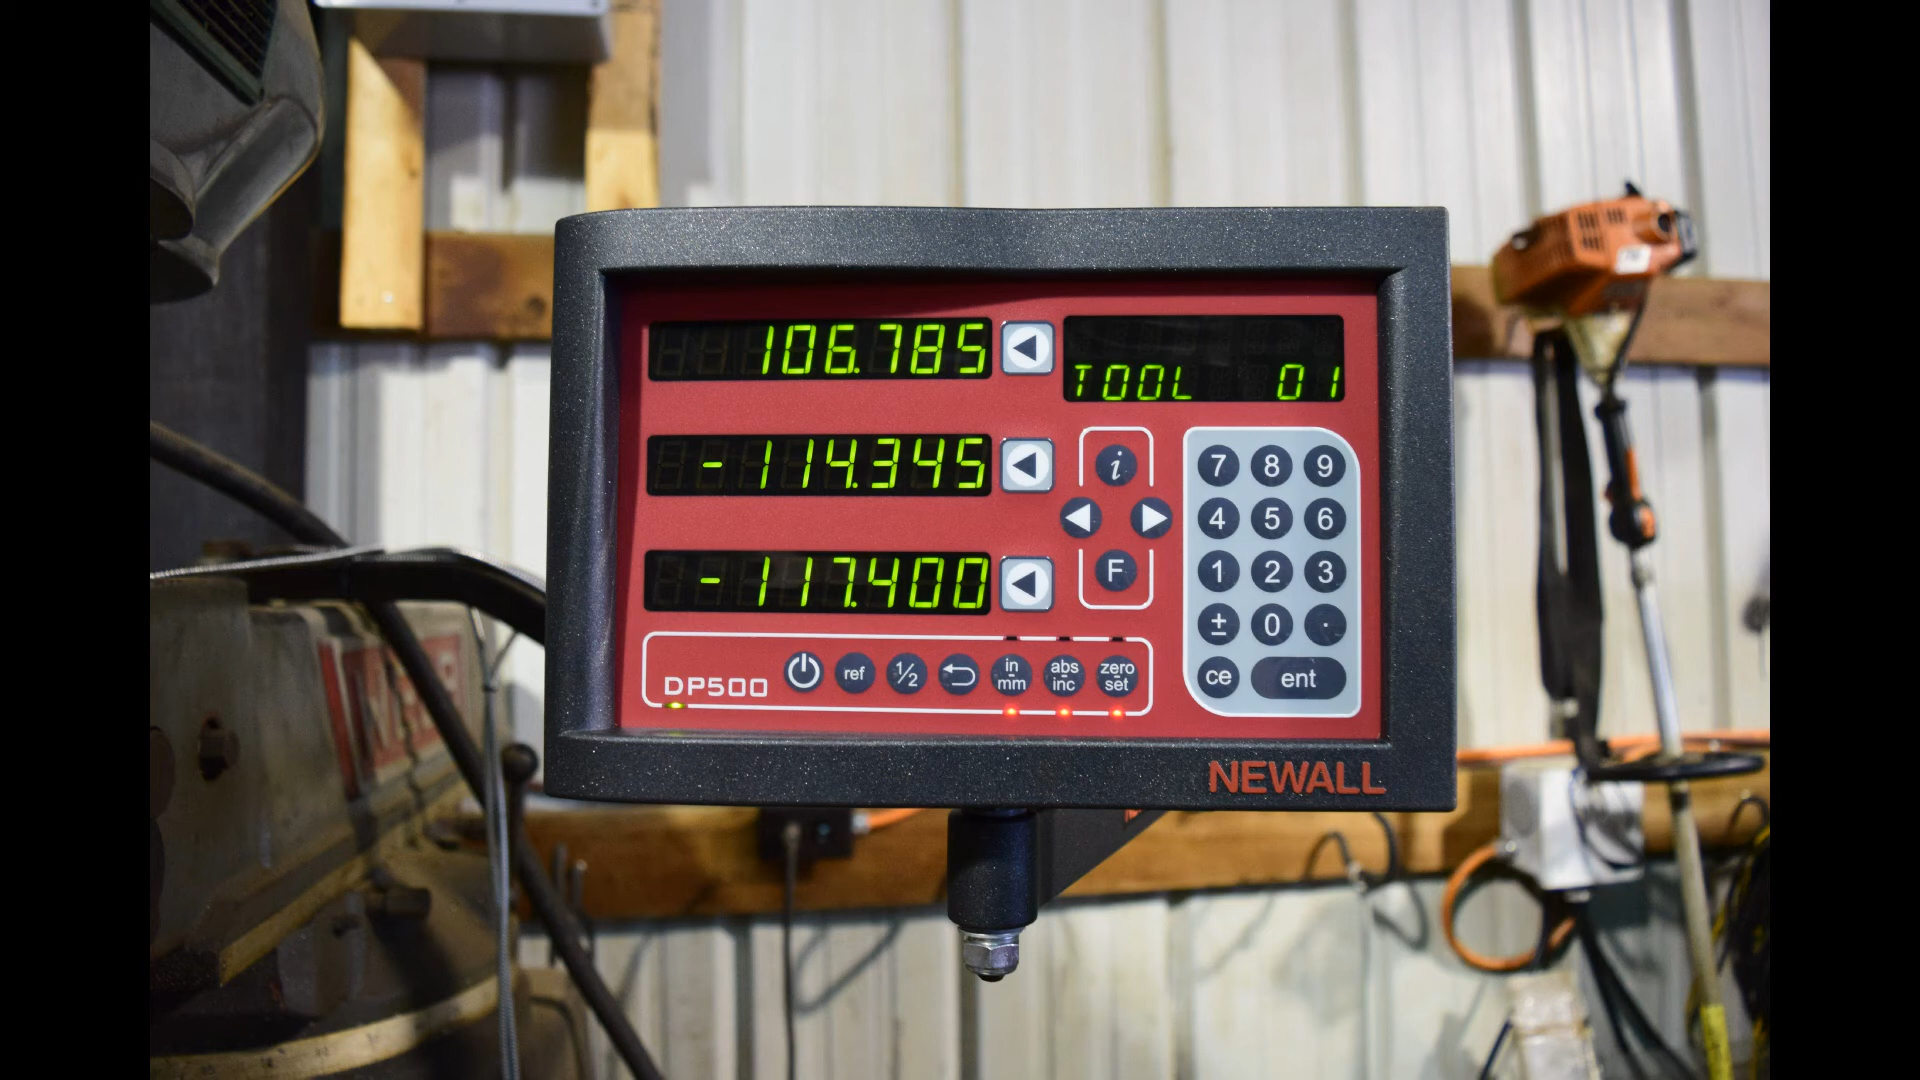 106.785
TOOL 01
-114.345
-117.400
i
F
7 8 9
4 5 6
1 2 3
± 0 .
ce ent
DP500
ref
1/2
in
mm
abs
inc
zero
set
NEWALL